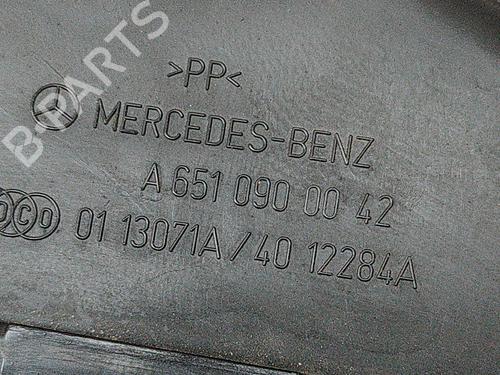 B-PARTS
>PP<
MERCEDES-BENZ
A 651 090 00 42
01 13071A/40 12284A